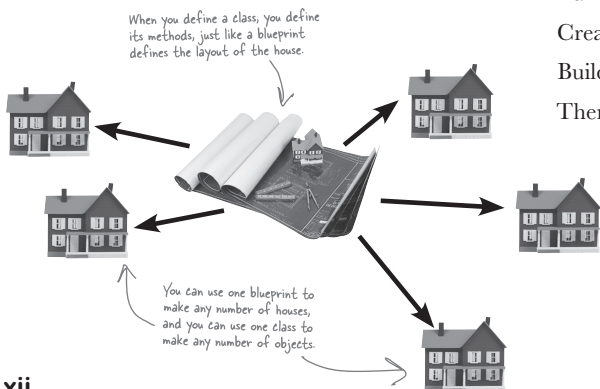 When you define a class, you define
its methods, just like a blueprint
defines the layout of the house.
Crea
Build
Ther
You can use one blueprint to
make any number of houses,
and you can use one class to
make any number of objects.
xii